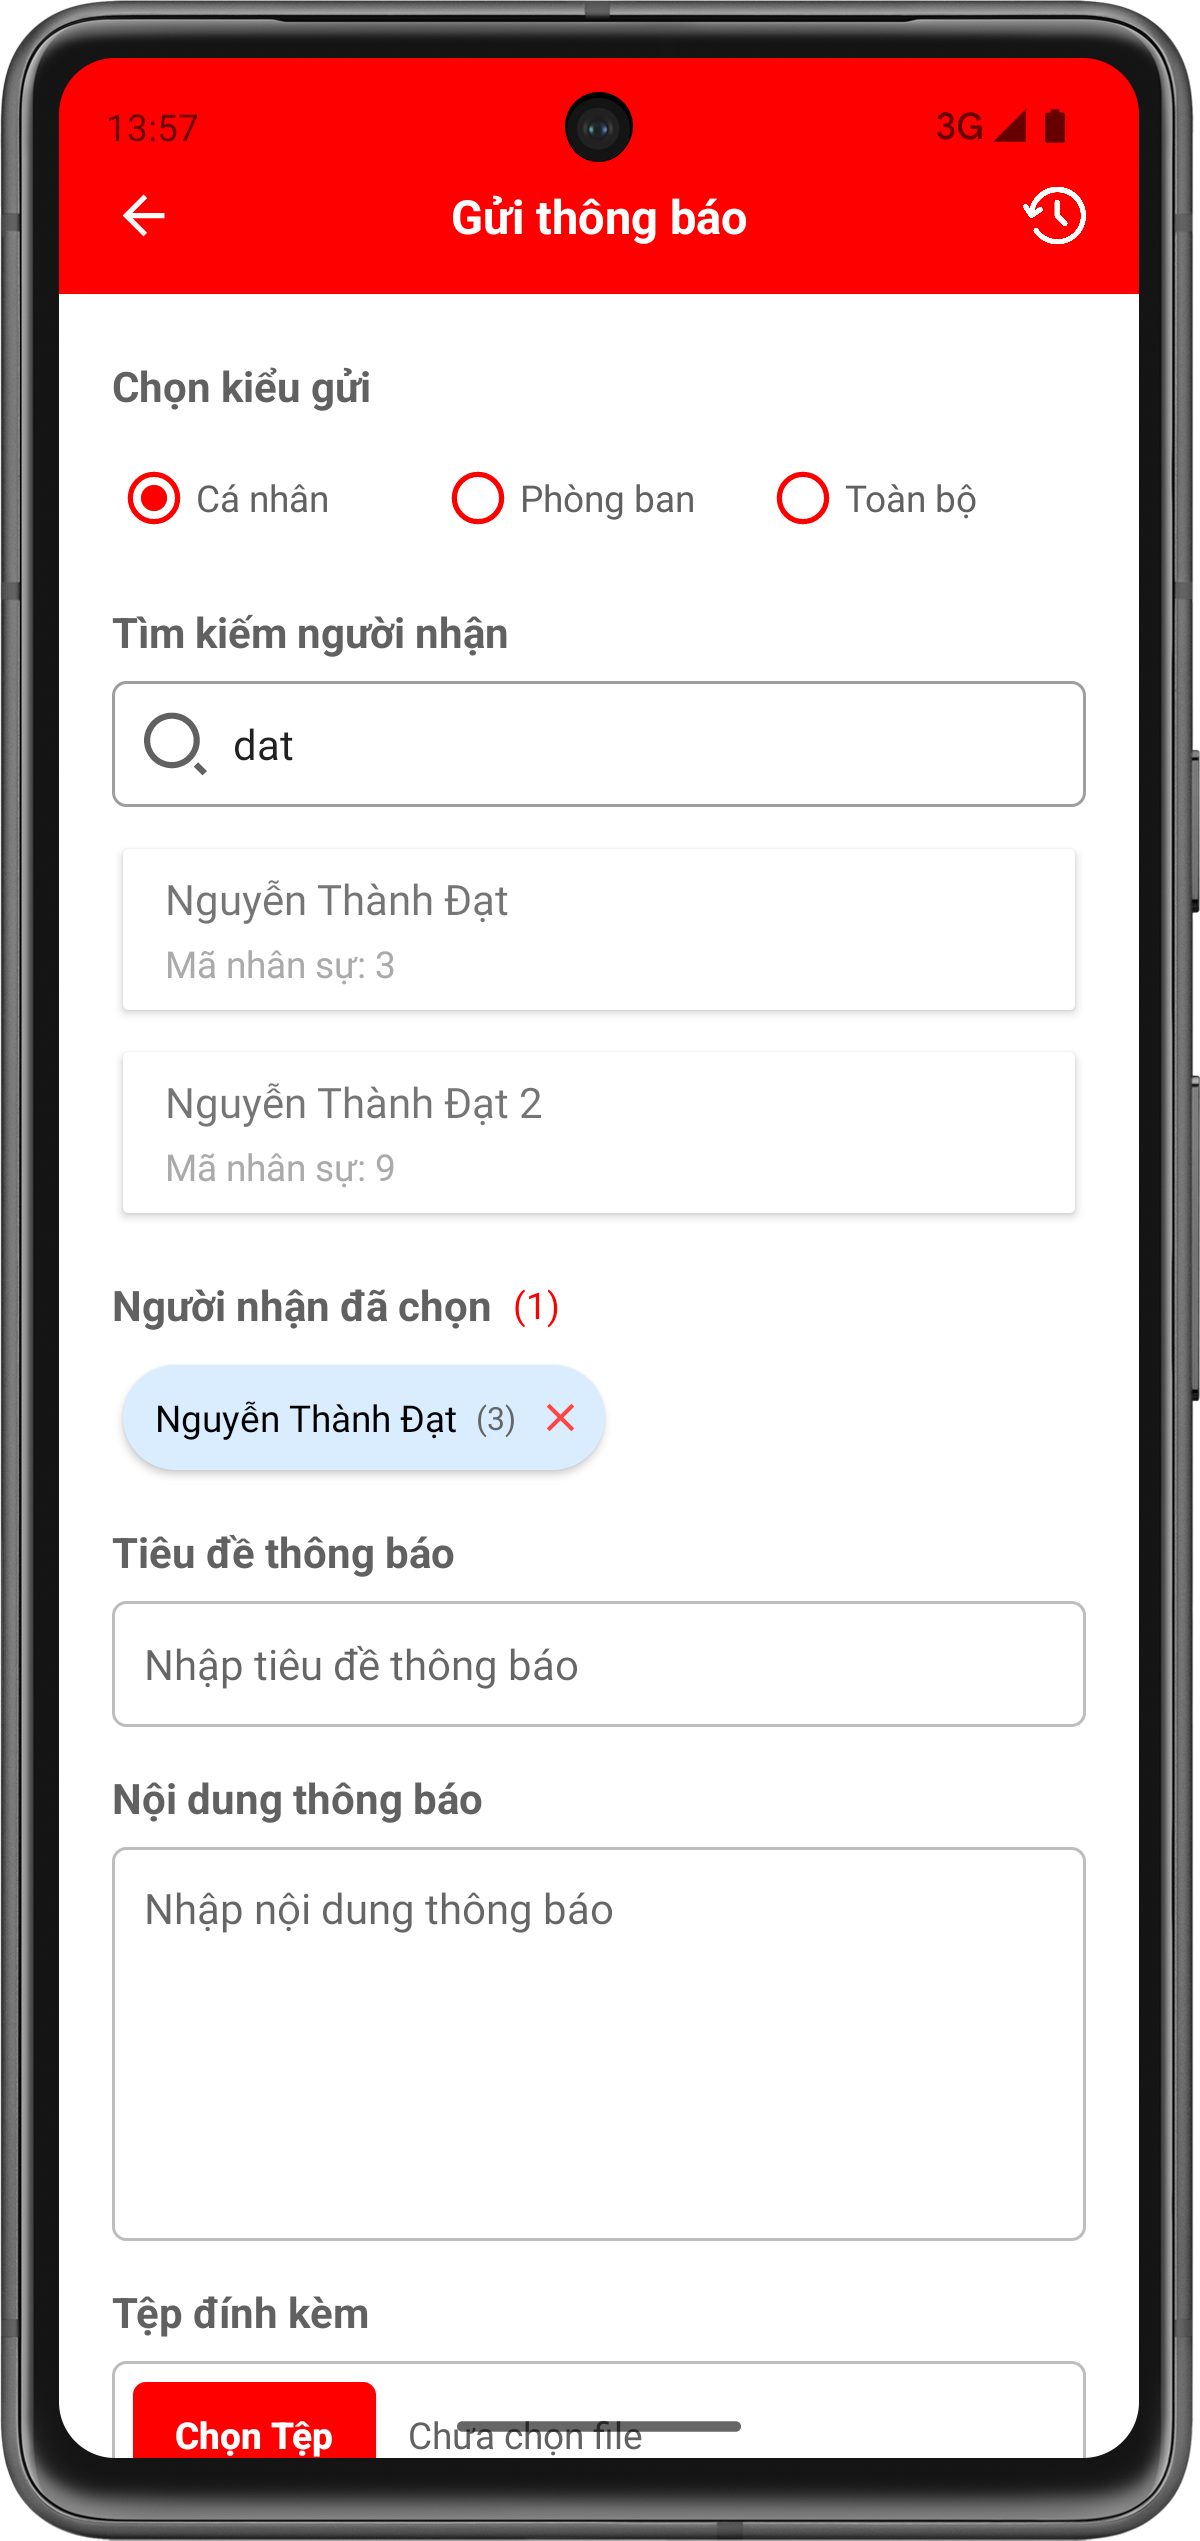 13:57
3G
Gửi thông báo
Chọn kiểu gửi
Cá nhân
Phòng ban
Toàn bộ
Tìm kiếm người nhận
dat
Nguyễn Thành Đạt
Mã nhân sự: 3
Nguyễn Thành Đạt 2
Mã nhân sự: 9
Người nhận đã chọn (1)
Nguyễn Thành Đạt (3)
Tiêu đề thông báo
Nhập tiêu đề thông báo
Nội dung thông báo
Nhập nội dung thông báo
Tệp đính kèm
Chọn Tệp
Chưa chọn file